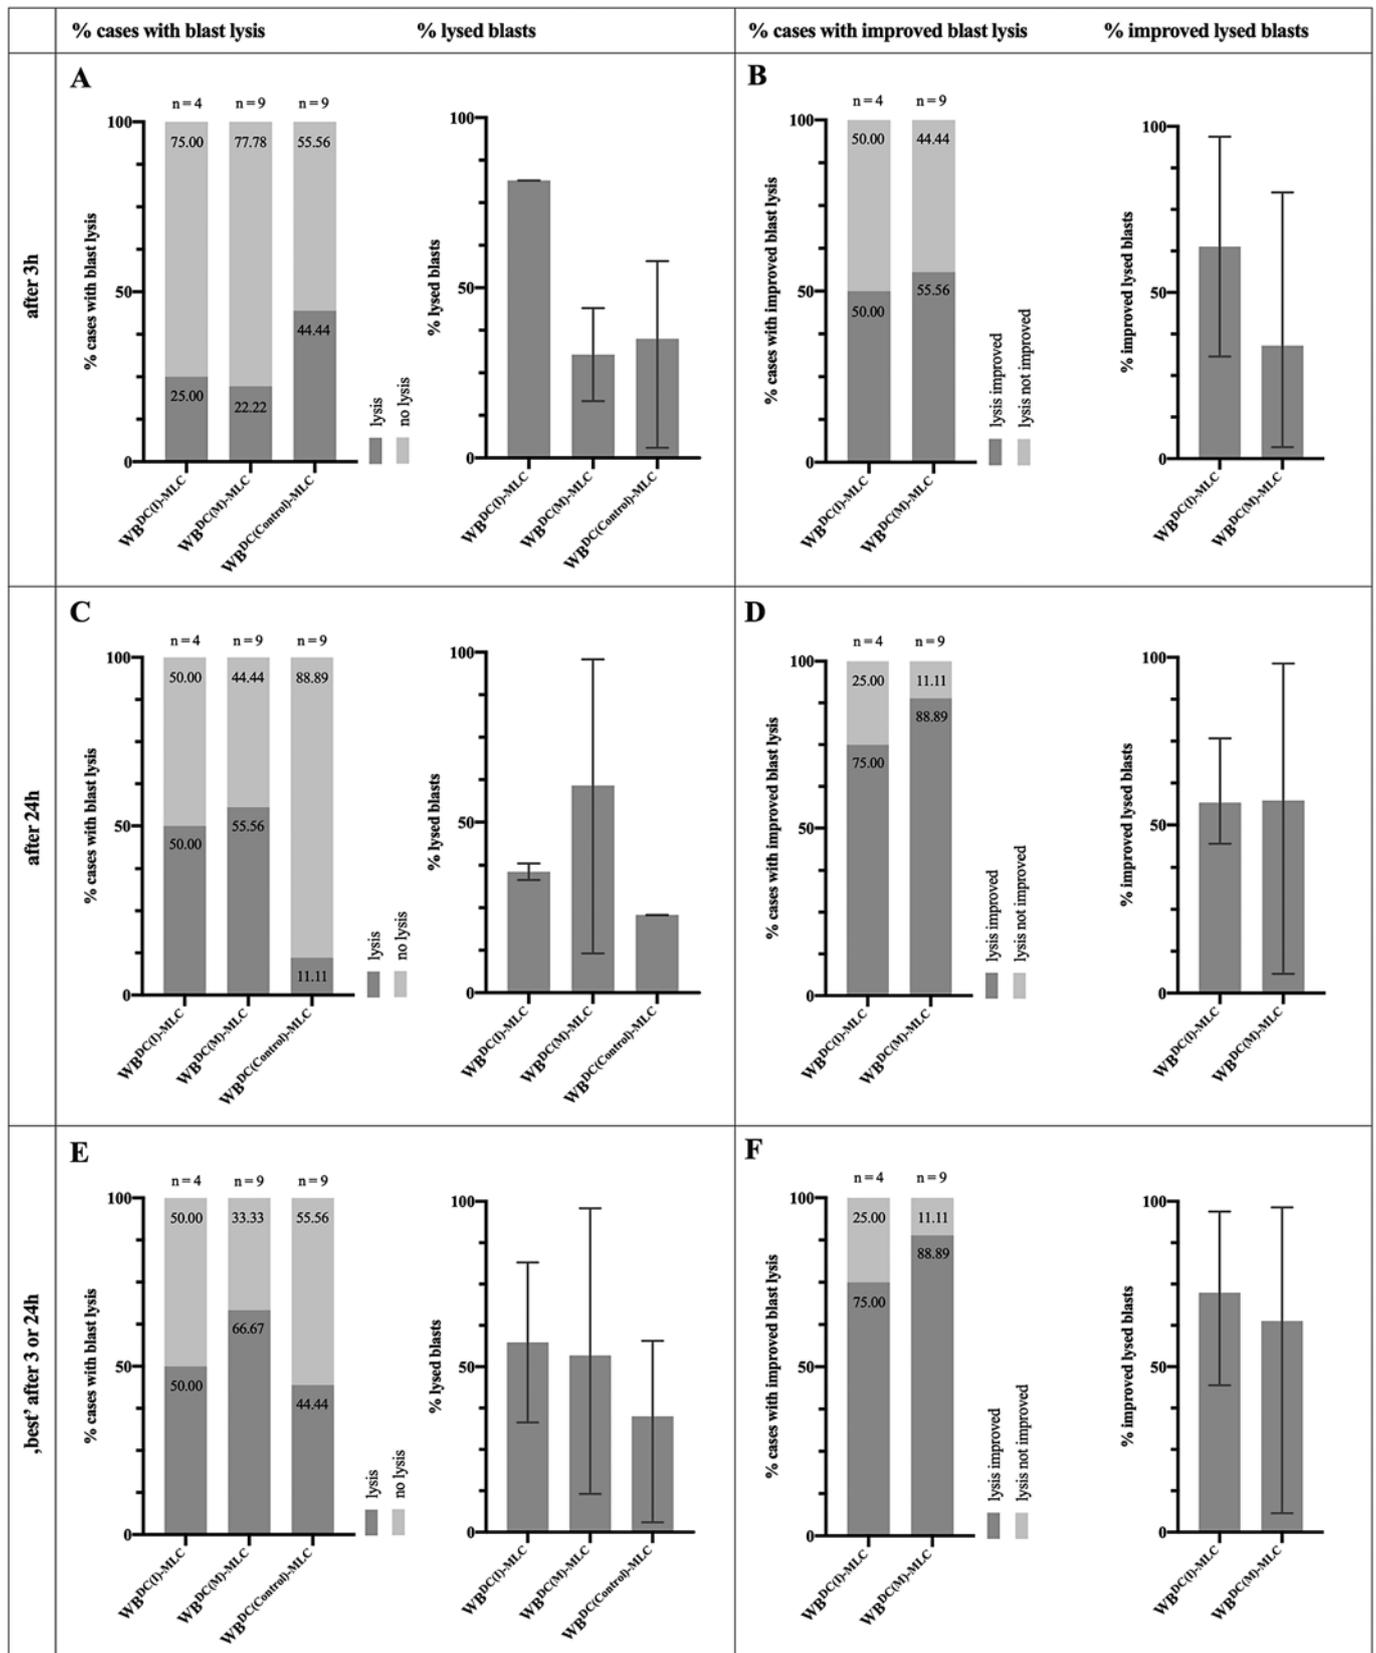 % cases with blast lysis
% lysed blasts
% cases with improved blast lysis
% improved lysed blasts
after 3h
A
n = 4
n = 9
n = 9
% cases with blast lysis
100
50
0
75.00
77.78
55.56
25.00
22.22
44.44
WBDC(I)-MLC
WBDC(M)-MLC
WBDC(Control)-MLC
lysis
no lysis
% lysed blasts
100
50
0
WBDC(I)-MLC
WBDC(M)-MLC
WBDC(Control)-MLC
B
n = 4
n = 9
% cases with improved blast lysis
100
50
0
50.00
44.44
50.00
55.56
WBDC(I)-MLC
WBDC(M)-MLC
lysis improved
lysis not improved
% improved lysed blasts
100
50
0
WBDC(I)-MLC
WBDC(M)-MLC
after 24h
C
n = 4
n = 9
n = 9
% cases with blast lysis
100
50
0
50.00
44.44
88.89
50.00
55.56
11.11
WBDC(I)-MLC
WBDC(M)-MLC
WBDC(Control)-MLC
lysis
no lysis
% lysed blasts
100
50
0
WBDC(I)-MLC
WBDC(M)-MLC
WBDC(Control)-MLC
D
n = 4
n = 9
% cases with improved blast lysis
100
50
0
25.00
11.11
75.00
88.89
WBDC(I)-MLC
WBDC(M)-MLC
lysis improved
lysis not improved
% improved lysed blasts
100
50
0
WBDC(I)-MLC
WBDC(M)-MLC
‚best’ after 3 or 24h
E
n = 4
n = 9
n = 9
% cases with blast lysis
100
50
0
50.00
33.33
55.56
50.00
66.67
44.44
WBDC(I)-MLC
WBDC(M)-MLC
WBDC(Control)-MLC
lysis
no lysis
% lysed blasts
100
50
0
WBDC(I)-MLC
WBDC(M)-MLC
WBDC(Control)-MLC
F
n = 4
n = 9
% cases with improved blast lysis
100
50
0
25.00
11.11
75.00
88.89
WBDC(I)-MLC
WBDC(M)-MLC
lysis improved
lysis not improved
% improved lysed blasts
100
50
0
WBDC(I)-MLC
WBDC(M)-MLC